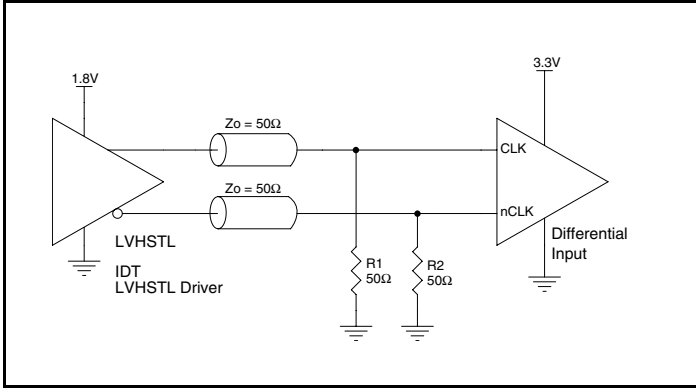 1.8V
3.3V
Zo = 50Ω
CLK
Zo = 50Ω
nCLK
LVHSTL
IDT
LVHSTL Driver
R1
50Ω
R2
50Ω
Differential
Input